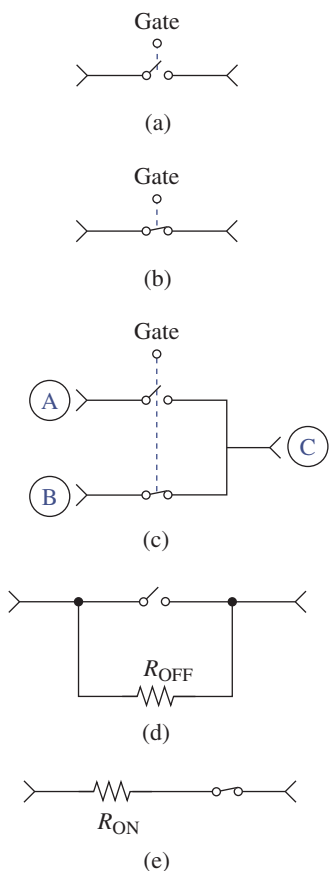 Gate
(a)
Gate
(b)
Gate
A
C
B
(c)
R_OFF
(d)
R_ON
(e)